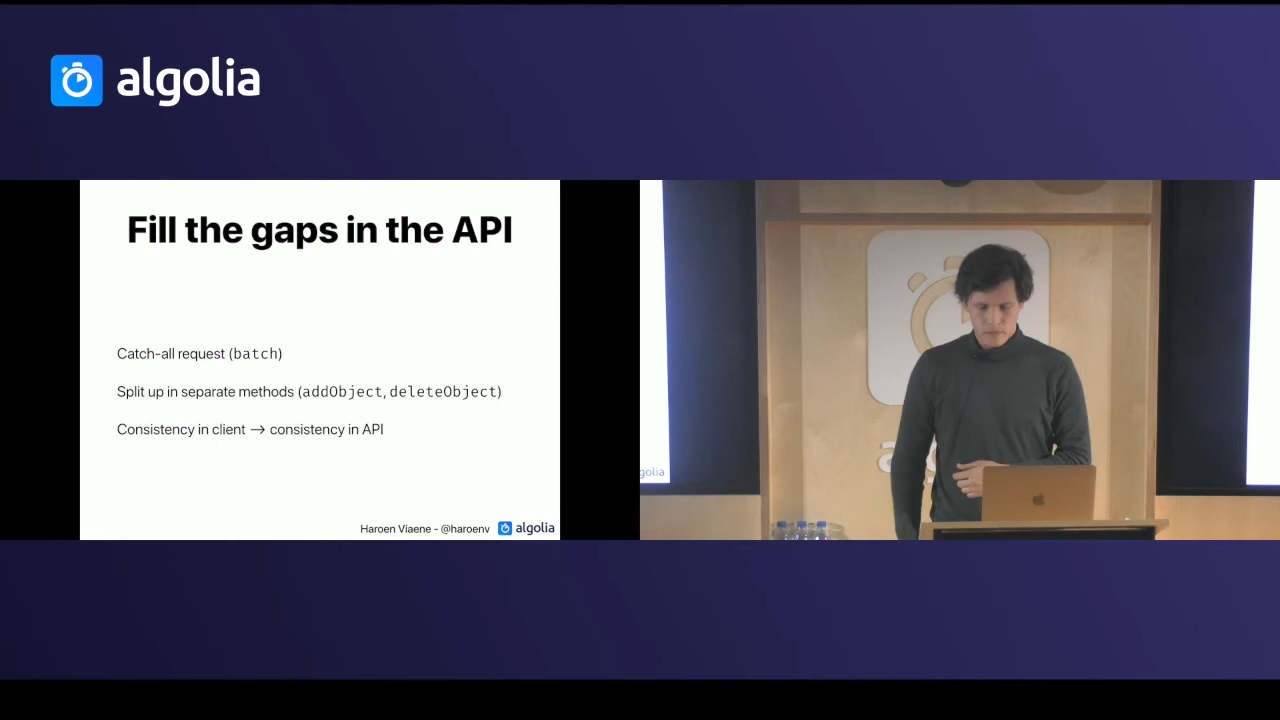 algolia
Fill the gaps in the API
Catch-all request (batch)
Split up in separate methods (addObject, deleteObject)
Consistency in client → consistency in API
Haroen Viaene - @haroenv
algolia
golia